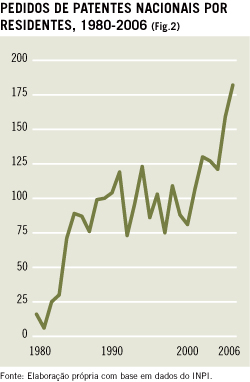 PEDIDOS DE PATENTES NACIONAIS POR
RESIDENTES, 1980-2006 (Fig.2)
200
175
150
125
100
75
50
25
0
1980 1990 2000 2006
Fonte: Elaboração própria com base em dados do INPI.